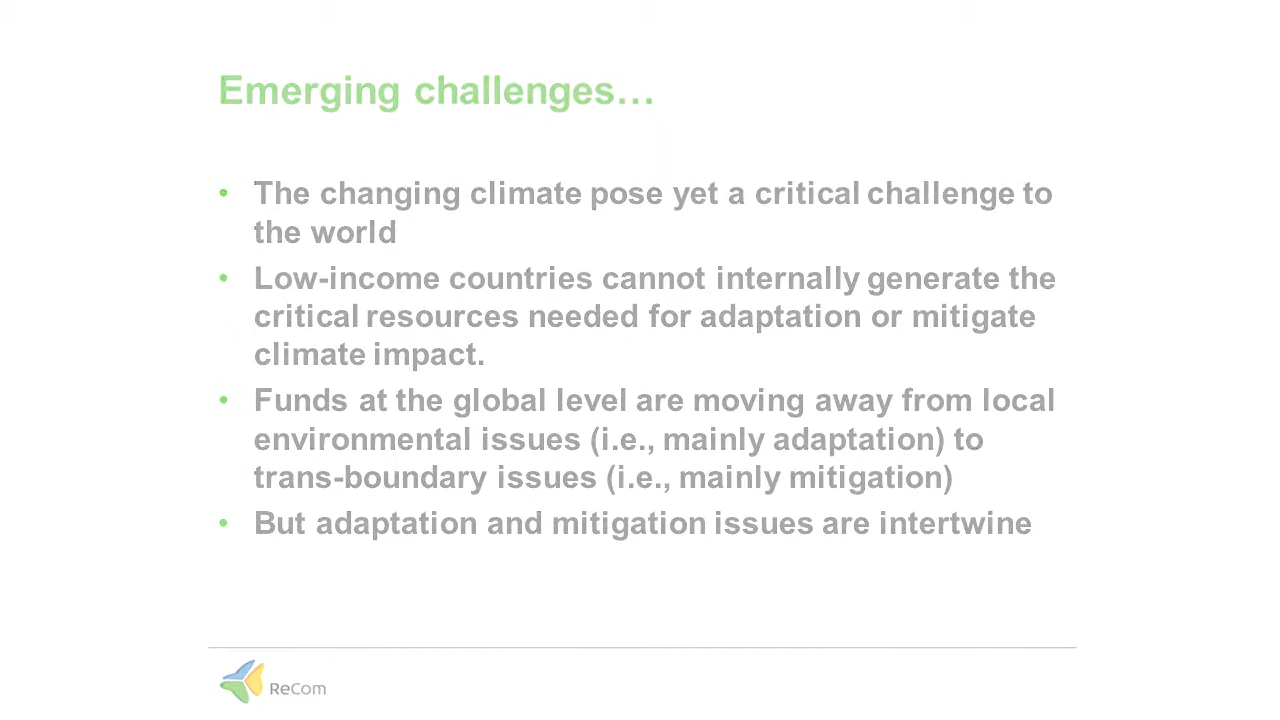 Emerging challenges…
• The changing climate pose yet a critical challenge to
the world
• Low-income countries cannot internally generate the
critical resources needed for adaptation or mitigate
climate impact.
• Funds at the global level are moving away from local
environmental issues (i.e., mainly adaptation) to
trans-boundary issues (i.e., mainly mitigation)
• But adaptation and mitigation issues are intertwine
ReCom